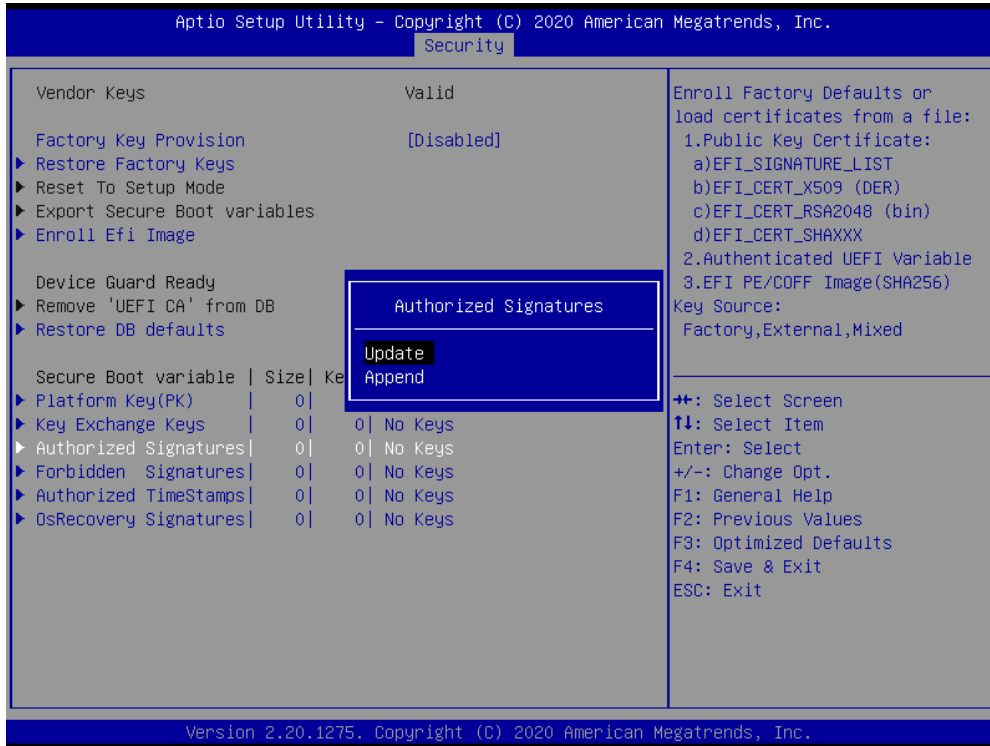 Aptio Setup Utility – Copyright (C) 2020 American Megatrends, Inc.
Security
Vendor Keys Valid
Factory Key Provision [Disabled]
Restore Factory Keys
Reset To Setup Mode
Export Secure Boot variables
Enroll Efi Image
Device Guard Ready
Remove 'UEFI CA' from DB
Restore DB defaults
Secure Boot variable | Size| Ke
Platform Key(PK) | 0|
Key Exchange Keys | 0| 0| No Keys
Authorized Signatures| 0| 0| No Keys
Forbidden Signatures| 0| 0| No Keys
Authorized TimeStamps| 0| 0| No Keys
OsRecovery Signatures| 0| 0| No Keys
Authorized Signatures
Update
Append
Enroll Factory Defaults or
load certificates from a file:
1.Public Key Certificate:
a)EFI_SIGNATURE_LIST
b)EFI_CERT_X509 (DER)
c)EFI_CERT_RSA2048 (bin)
d)EFI_CERT_SHAXXX
2.Authenticated UEFI Variable
3.EFI PE/COFF Image(SHA256)
Key Source:
Factory,External,Mixed
→←: Select Screen
↑↓: Select Item
Enter: Select
+/-: Change Opt.
F1: General Help
F2: Previous Values
F3: Optimized Defaults
F4: Save & Exit
ESC: Exit
Version 2.20.1275. Copyright (C) 2020 American Megatrends, Inc.